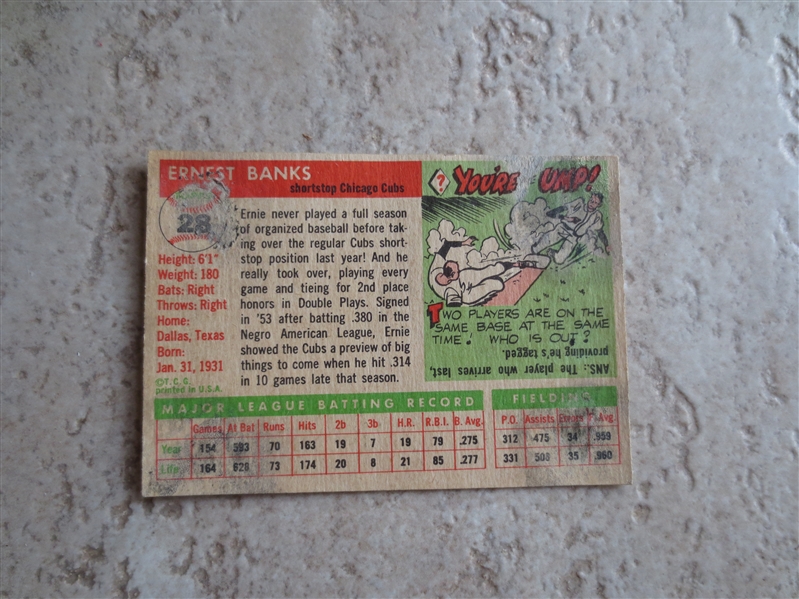 ERNEST BANKS
shortstop Chicago Cubs
28
Height: 6'1"
Weight: 180
Bats: Right
Throws: Right
Home:
Dallas, Texas
Born:
Jan. 31, 1931
©T.C.G.
printed in U.S.A.
Ernie never played a full season
of organized baseball before tak-
ing over the regular Cubs short-
stop position last year! And he
really took over, playing every
game and tieing for 2nd place
honors in Double Plays. Signed
in '53 after batting .380 in the
Negro American League, Ernie
showed the Cubs a preview of big
things to come when he hit .314
in 10 games late that season.
? YOU'RE UMP!
TWO PLAYERS ARE ON THE
SAME BASE AT THE SAME
TIME! WHO IS OUT?
ANS.: The player who arrives last,
providing he's tagged.
MAJOR LEAGUE BATTING RECORD
Games At Bat Runs Hits 2b 3b H.R. R.B.I. B. Avg.
Year 154 593 70 163 19 7 19 79 .275
Life 164 628 73 174 20 8 21 85 .277
FIELDING
P.O. Assists Errors F. Avg.
312 475 34 .959
331 508 35 .960